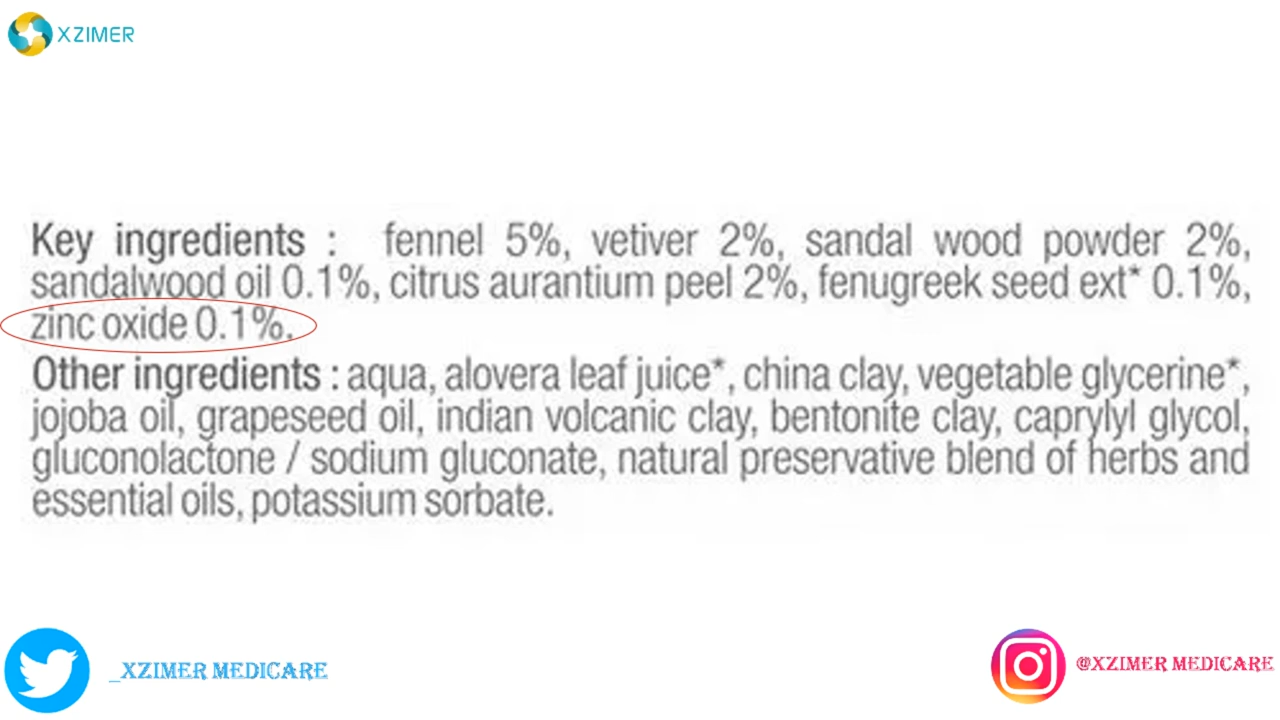 XZIMER
Key ingredients : fennel 5%, vetiver 2%, sandal wood powder 2%,
sandalwood oil 0.1%, citrus aurantium peel 2%, fenugreek seed ext* 0.1%,
zinc oxide 0.1%.
Other ingredients : aqua, alovera leaf juice*, china clay, vegetable glycerine*,
jojoba oil, grapeseed oil, indian volcanic clay, bentonite clay, caprylyl glycol,
gluconolactone / sodium gluconate, natural preservative blend of herbs and
essential oils, potassium sorbate.
_XZIMER MEDICARE
@XZIMER MEDICARE